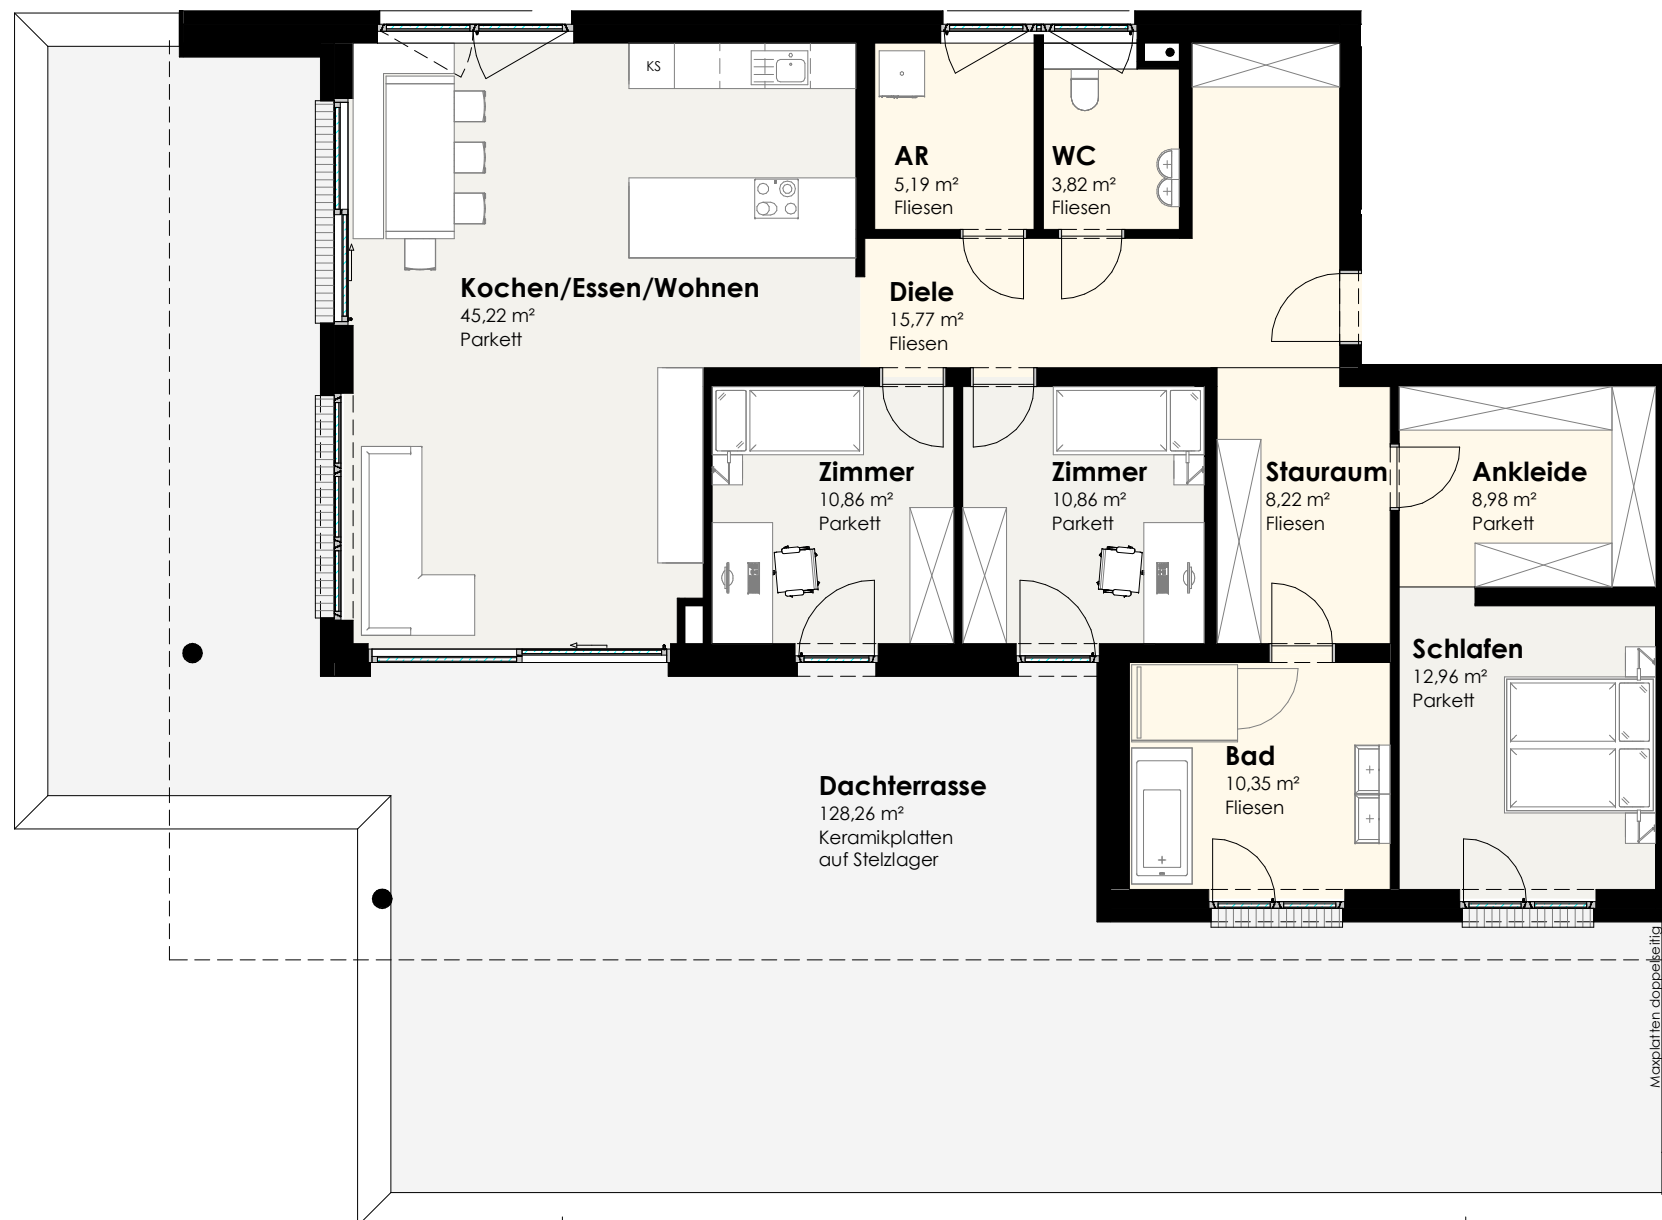 KS
AR
5,19 m²
Fliesen
WC
3,82 m²
Fliesen
Kochen/Essen/Wohnen
45,22 m²
Parkett
Diele
15,77 m²
Fliesen
Zimmer
10,86 m²
Parkett
Zimmer
10,86 m²
Parkett
Stauraum
8,22 m²
Fliesen
Ankleide
8,98 m²
Parkett
Schlafen
12,96 m²
Parkett
Bad
10,35 m²
Fliesen
Dachterrasse
128,26 m²
Keramikplatten
auf Stelzlager
Maxplatten doppelseitig